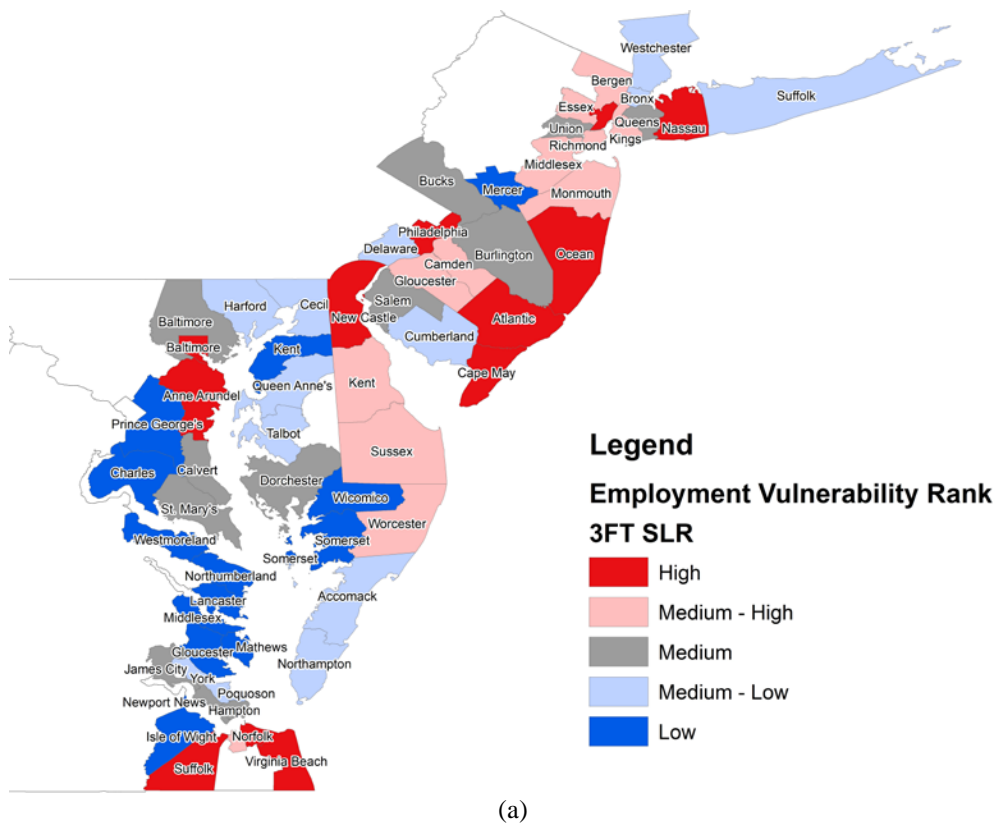 Westchester
Bergen
Suffolk
Bronx
Essex
Queens
Union
Nassau
Kings
Richmond
Middlesex
Bucks
Mercer
Monmouth
Philadelphia
Delaware
Burlington
Ocean
Camden
Gloucester
Salem
Harford
Cecil
New Castle
Atlantic
Baltimore
Cumberland
Baltimore
Kent
Cape May
Queen Anne's
Kent
Anne Arundel
Prince George's
Talbot
Sussex
Charles
Calvert
Dorchester
Wicomico
St. Mary's
Worcester
Westmoreland
Somerset
Somerset
Northumberland
Accomack
Lancaster
Middlesex
Gloucester
Mathews
Northampton
James City
York
Poquoson
Newport News
Hampton
Isle of Wight
Norfolk
Virginia Beach
Suffolk
Legend
Employment Vulnerability Rank
3FT SLR
High
Medium - High
Medium
Medium - Low
Low
(a)